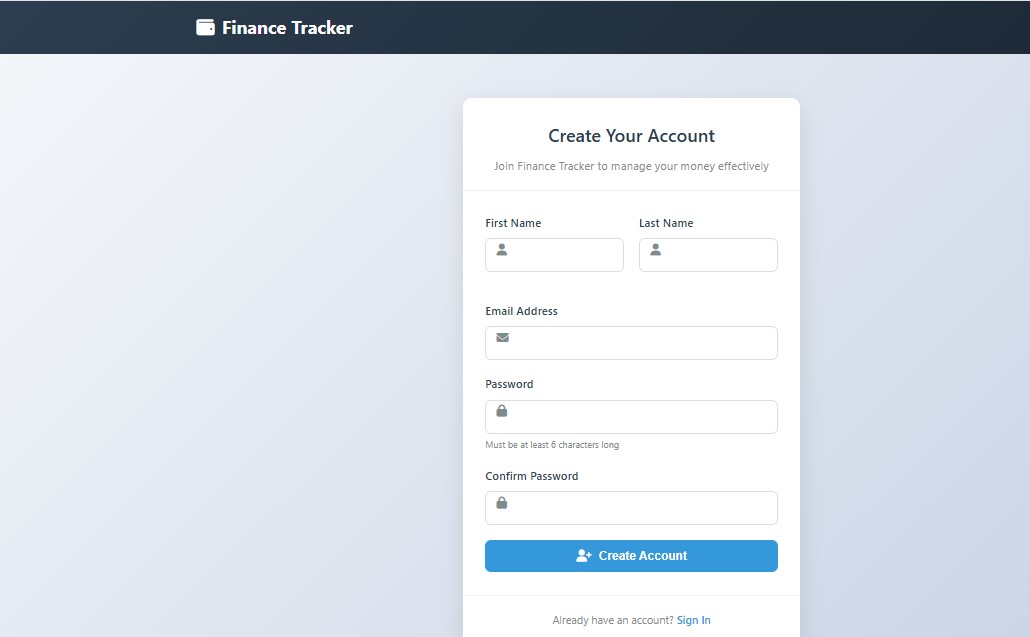 Finance Tracker
Create Your Account
Join Finance Tracker to manage your money effectively
First Name
Last Name
Email Address
Password
Must be at least 6 characters long
Confirm Password
Create Account
Already have an account? Sign In